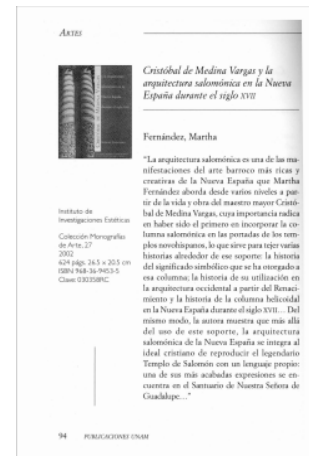 ARTES
Cristóbal de Medina Vargas y la
arquitectura salomónica en la Nueva
España durante el siglo XVII
Fernández, Martha
"La arquitectura salomónica es una de las ma-
nifestaciones del arte barroco más ricas y
creativas de la Nueva España que Martha
Fernández aborda desde varios niveles a par-
tir de la vida y obra del maestro mayor Cristó-
bal de Medina Vargas, cuya importancia radica
en haber sido el primero en incorporar la co-
lumna salomónica en las portadas de los tem-
plos novohispanos, lo que sirve para tejer varias
historias alrededor de ese soporte: la historia
del significado simbólico que se ha otorgado a
esa columna; la historia de su utilización en
la arquitectura occidental a partir del Renaci-
miento y la historia de la columna helicoidal
en la Nueva España durante el siglo XVII... Del
mismo modo, la autora muestra que más allá
del uso de este soporte, la arquitectura
salomónica de la Nueva España se integra al
ideal cristiano de reproducir el legendario
Templo de Salomón con un lenguaje propio:
una de sus más acabadas expresiones se en-
cuentra en el Santuario de Nuestra Señora de
Guadalupe..."
Instituto de
Investigaciones Estéticas
Colección Monografías
de Arte, 27
2002
624 págs. 26.5 x 20.5 cm
ISBN 968-36-9453-5
Clave: 030358RC
94 PUBLICACIONES UNAM